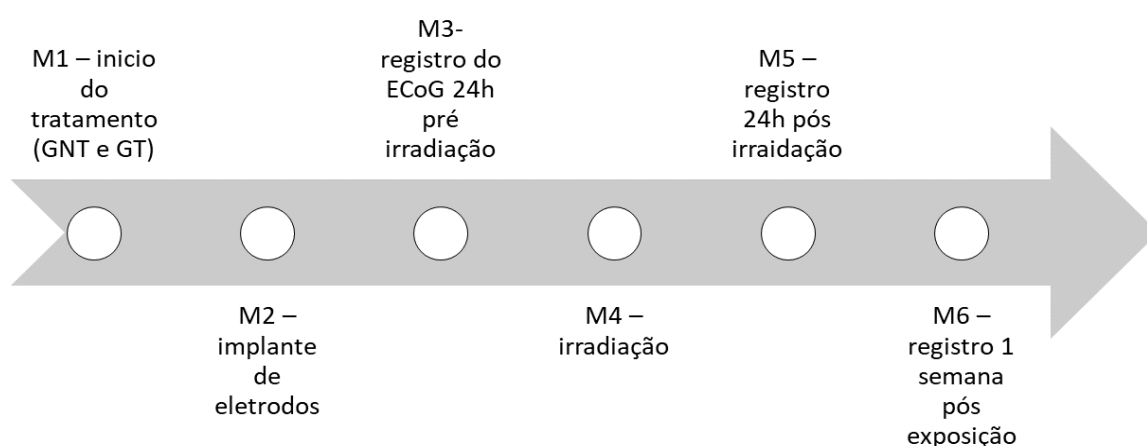 M1 – inicio
do
tratamento
(GNT e GT)
M2 –
implante
de
eletrodos
M3-
registro do
ECoG 24h
pré
irradiação
M4 –
irradiação
M5 –
registro
24h pós
irraidação
M6 –
registro 1
semana
pós
exposição